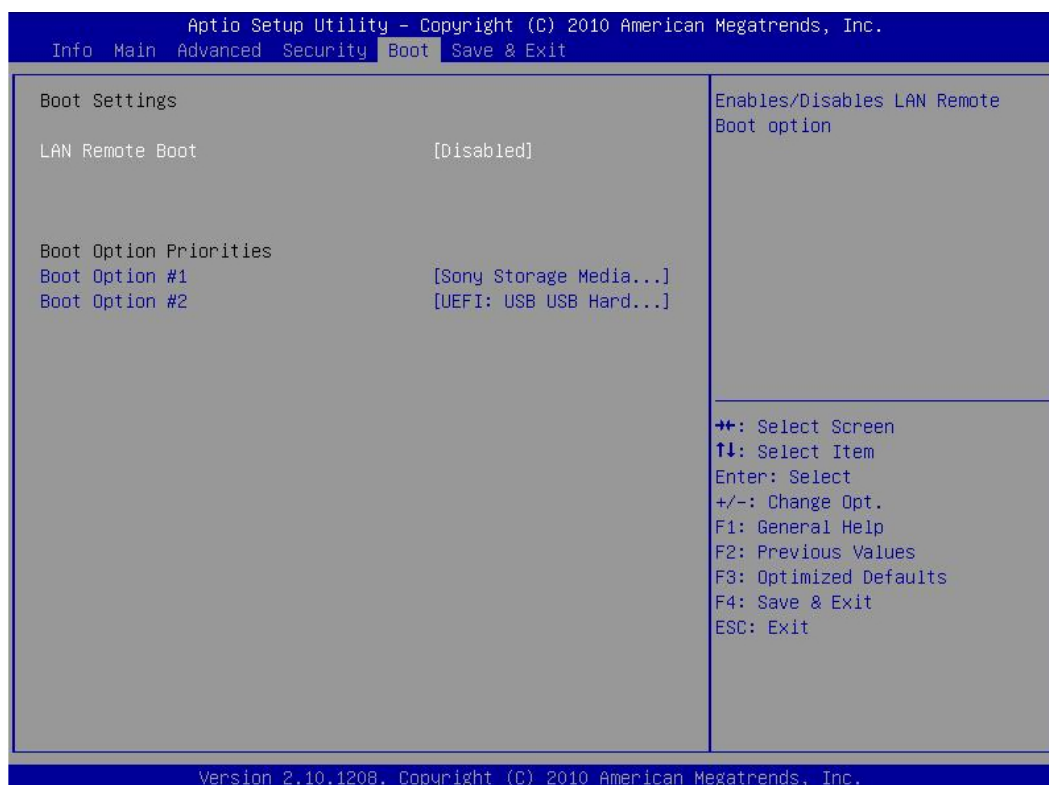 Aptio Setup Utility – Copyright (C) 2010 American Megatrends, Inc.
Info Main Advanced Security Boot Save & Exit
Boot Settings
LAN Remote Boot [Disabled]
Boot Option Priorities
Boot Option #1 [Sony Storage Media...]
Boot Option #2 [UEFI: USB USB Hard...]
Enables/Disables LAN Remote
Boot option
→←: Select Screen
↑↓: Select Item
Enter: Select
+/-: Change Opt.
F1: General Help
F2: Previous Values
F3: Optimized Defaults
F4: Save & Exit
ESC: Exit
Version 2.10.1208. Copyright (C) 2010 American Megatrends, Inc.